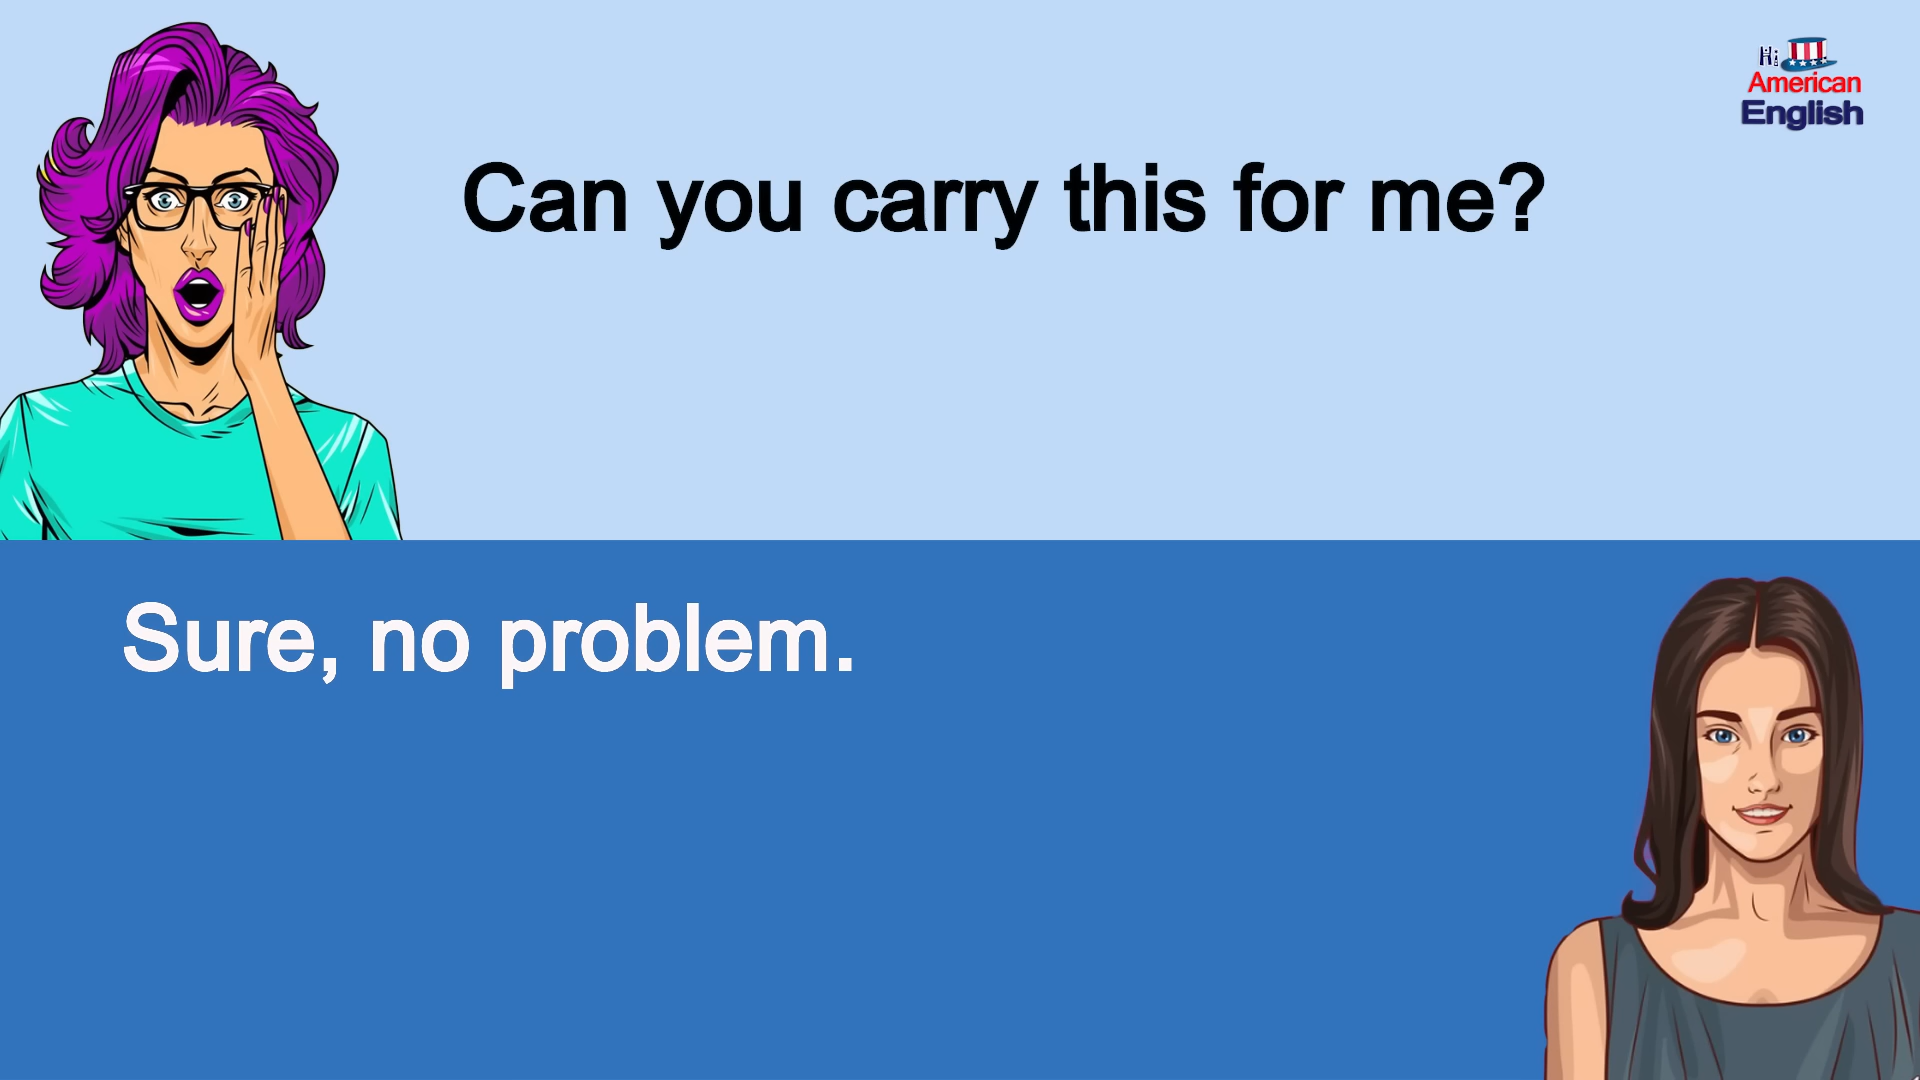 Hi
American
English
Can you carry this for me?
Sure, no problem.